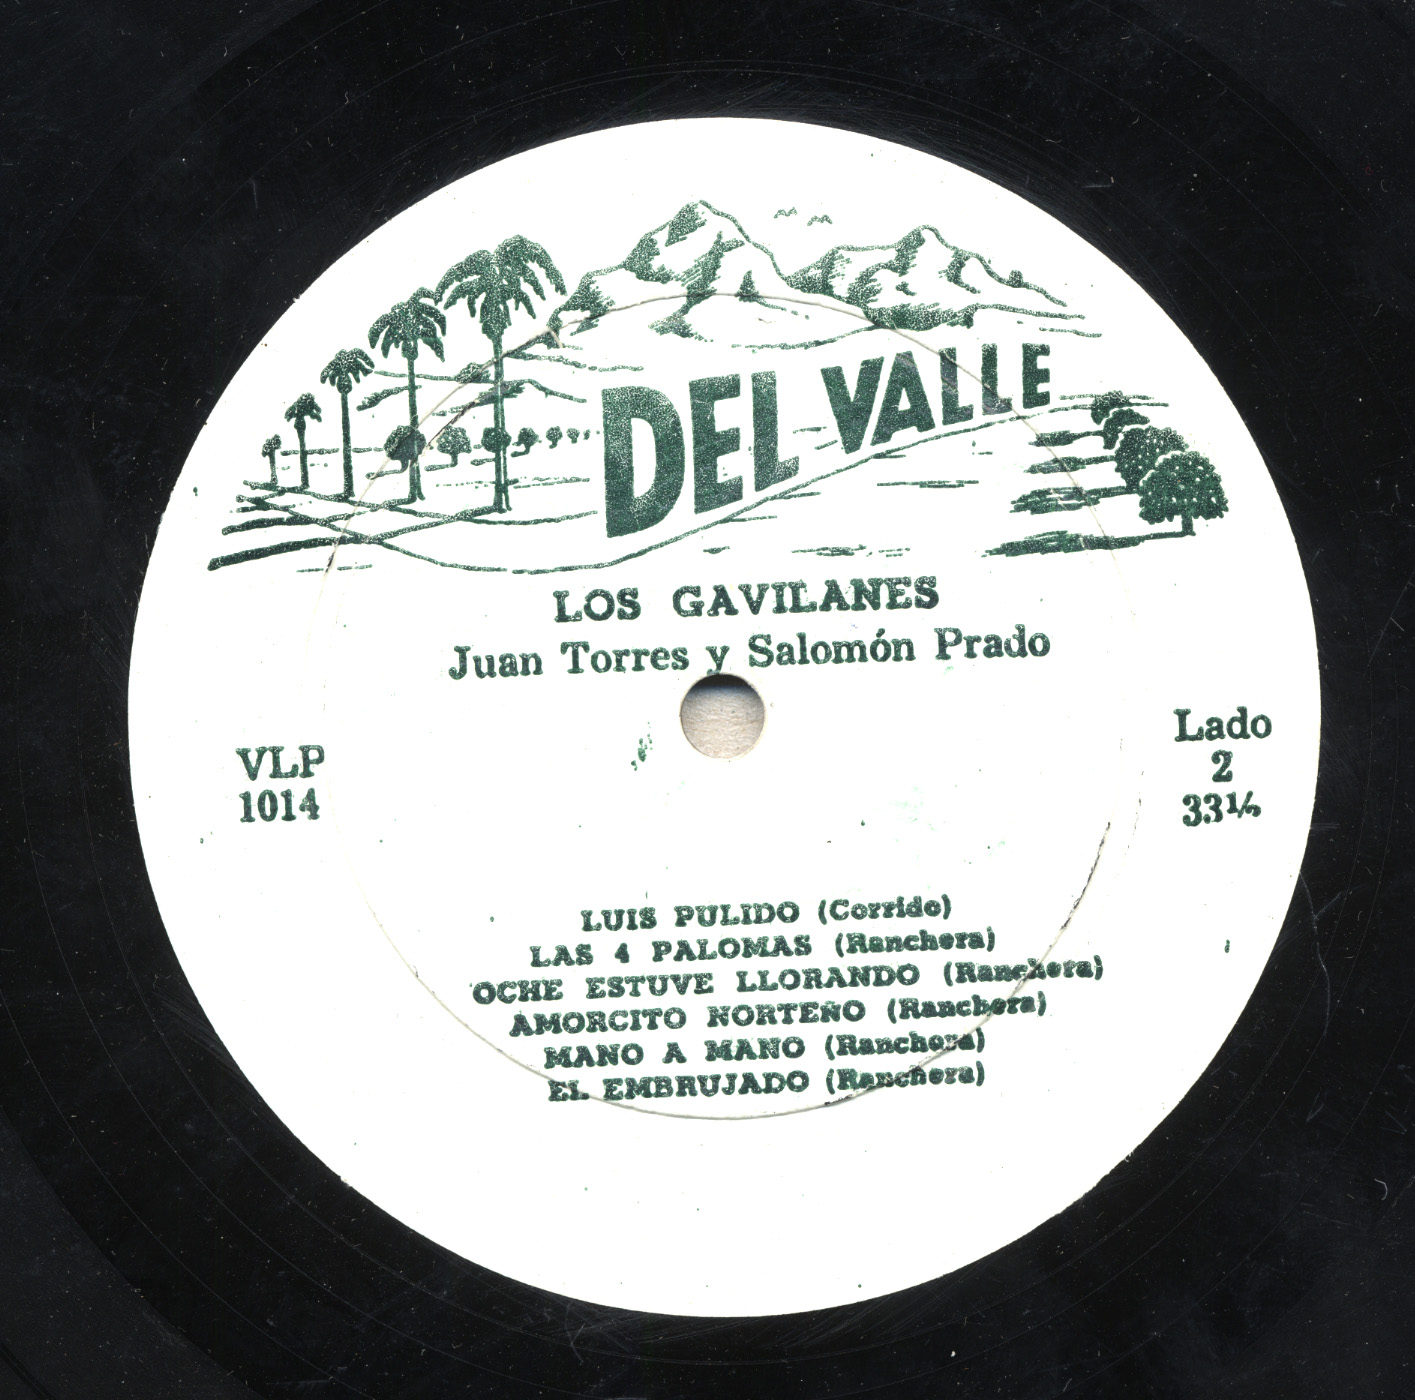 DEL VALLE
LOS GAVILANES
Juan Torres y Salomón Prado
VLP
1014
Lado
2
33⅓
LUIS PULIDO (Corrido)
LAS 4 PALOMAS (Ranchera)
OCHE ESTUVE LLORANDO (Ranchera)
AMORCITO NORTEÑO (Ranchera)
MANO A MANO (Ranchera)
EL EMBRUJADO (Ranchera)